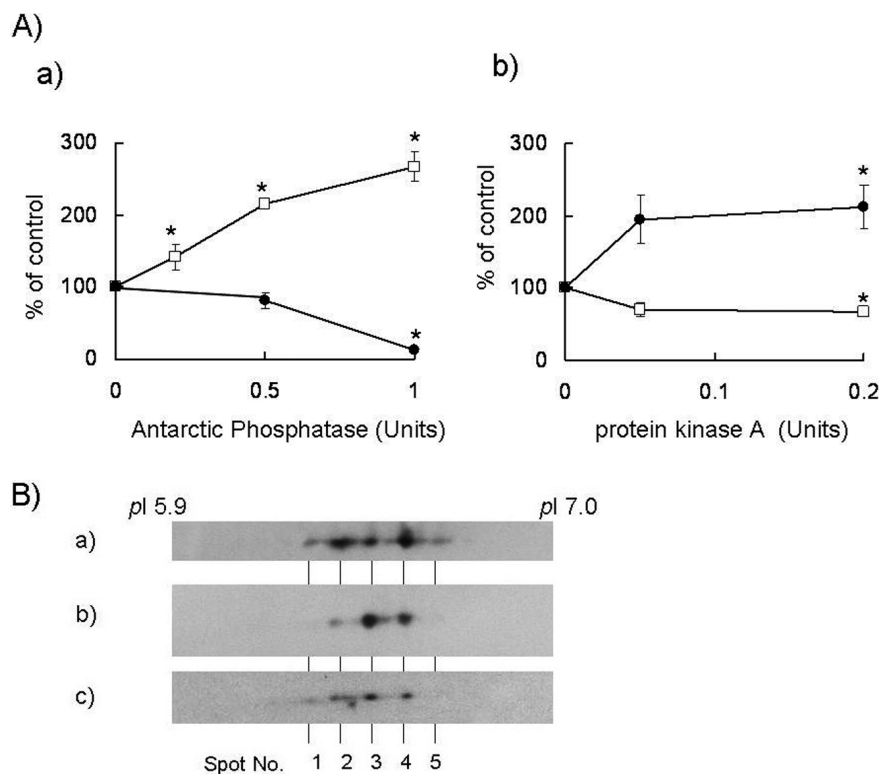 A)
a)
b)
300
*
*
*
200
100
*
0
% of control
0
0.5
1
Antarctic Phosphatase (Units)
300
*
200
100
*
0
% of control
0
0.1
0.2
protein kinase A (Units)
B)
pI 5.9
pI 7.0
a)
b)
c)
Spot No. 1 2 3 4 5